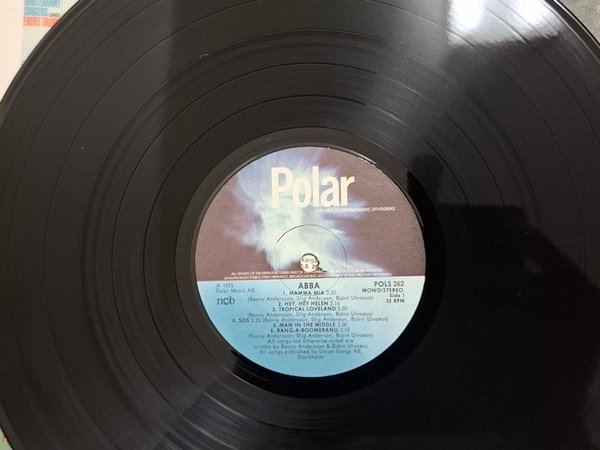 Polar
ABBA
POLS 262
MONO/STEREO
Side 1
33 RPM
(P) 1975
Polar Music AB
ncb
1. MAMMA MIA 3.32
(Benny Andersson, Stig Anderson, Björn Ulvaeus)
2. HEY, HEY HELEN 3.14
3. TROPICAL LOVELAND 3.05
(Benny Andersson, Stig Anderson, Björn Ulvaeus)
4. SOS 3.22 (Benny Andersson, Stig Anderson, Björn Ulvaeus)
5. MAN IN THE MIDDLE 3.00
6. BANG-A-BOOMERANG 2.50
(Benny Andersson, Stig Anderson, Björn Ulvaeus)
All songs not otherwise noted are
written by Benny Andersson & Björn Ulvaeus
All songs published by Union Songs AB,
Stockholm